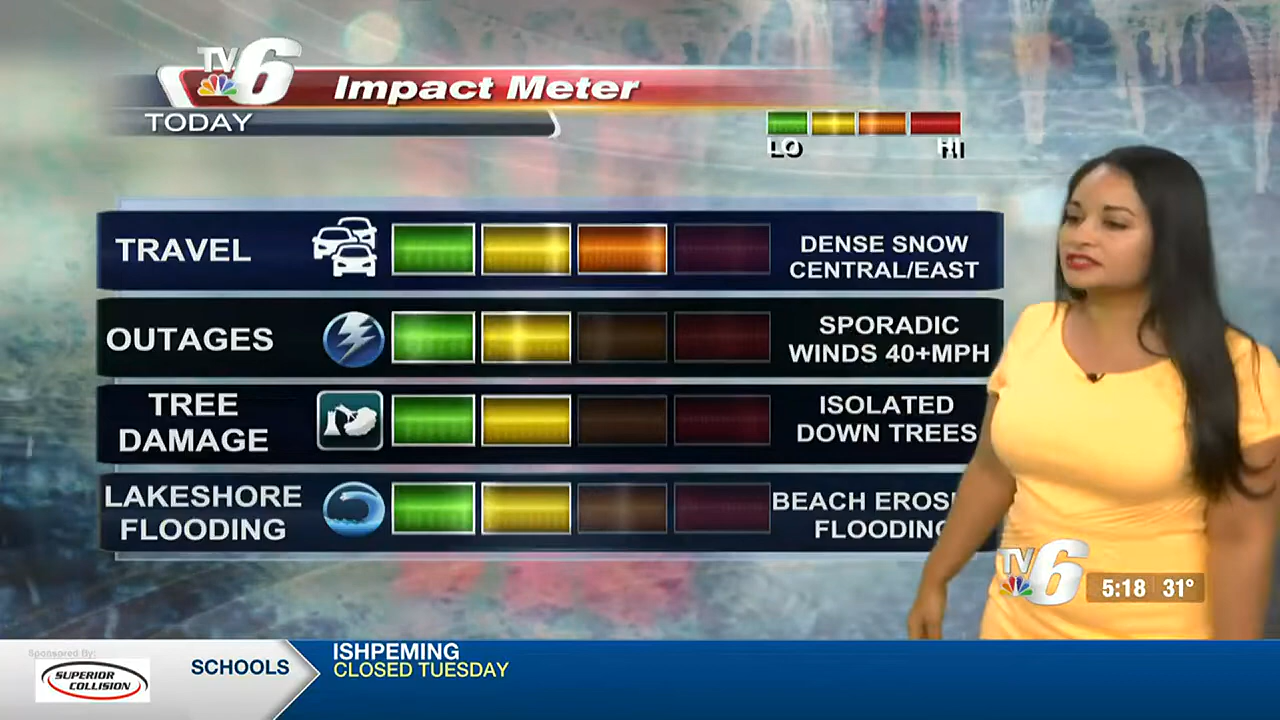 TV6
Impact Meter
TODAY
LO HI
TRAVEL
DENSE SNOW
CENTRAL/EAST
OUTAGES
SPORADIC
WINDS 40+MPH
TREE
DAMAGE
ISOLATED
DOWN TREES
LAKESHORE
FLOODING
BEACH EROSI
FLOODING
TV6
5:18 31°
Sponsored By:
SUPERIOR
COLLISION
SCHOOLS
ISHPEMING
CLOSED TUESDAY